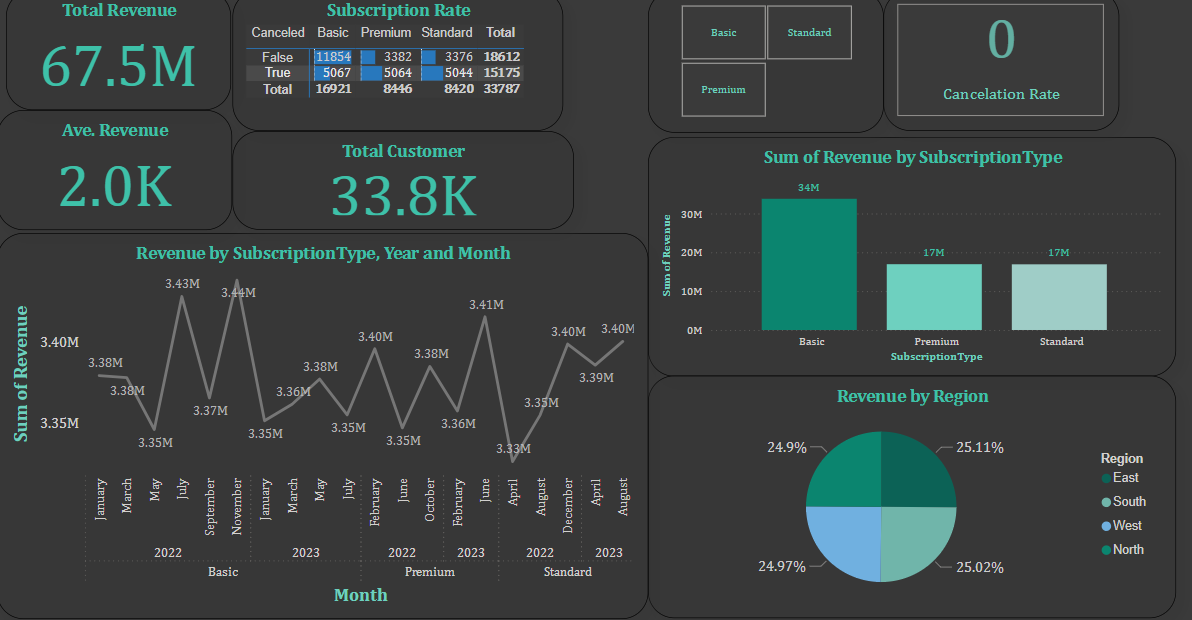 Total Revenue
67.5M
Subscription Rate
Canceled Basic Premium Standard Total
False 11854 3382 3376 18612
True 5067 5064 5044 15175
Total 16921 8446 8420 33787
Basic
Standard
Premium
0
Cancelation Rate
Ave. Revenue
2.0K
Total Customer
33.8K
Revenue by SubscriptionType, Year and Month
Sum of Revenue
3.40M
3.35M
3.38M
3.38M
3.35M
3.43M
3.37M
3.44M
3.35M
3.36M
3.38M
3.35M
3.40M
3.35M
3.38M
3.36M
3.41M
3.33M
3.35M
3.40M
3.39M
3.40M
January
March
May
July
September
November
January
March
May
July
February
June
October
February
June
April
August
December
April
August
2022 2023 2022 2023 2022 2023
Basic Premium Standard
Month
Sum of Revenue by SubscriptionType
Sum of Revenue
30M
20M
10M
0M
34M
17M
17M
Basic Premium Standard
SubscriptionType
Revenue by Region
24.9%
25.11%
24.97%
25.02%
Region
East
South
West
North